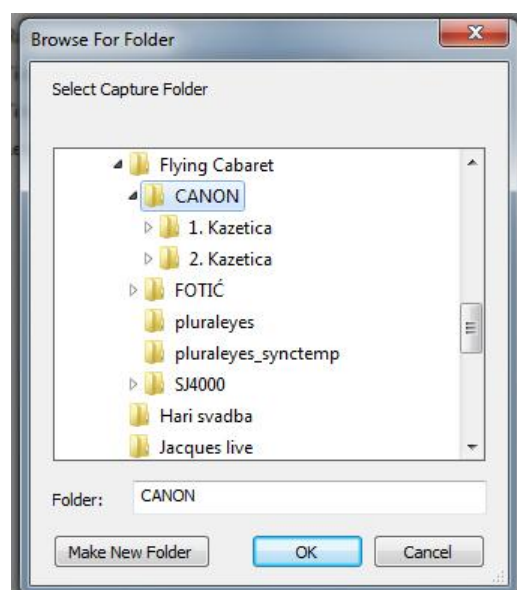 Browse For Folder
Select Capture Folder
Flying Cabaret
CANON
1. Kazetica
2. Kazetica
FOTIĆ
pluraleyes
pluraleyes_synctemp
SJ4000
Hari svadba
Jacques live
Folder: CANON
Make New Folder OK Cancel